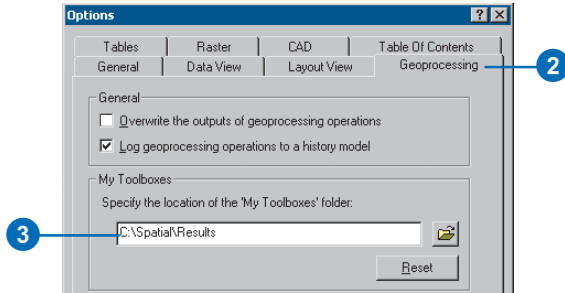 Options
Tables Raster CAD Table Of Contents
General Data View Layout View Geoprocessing 2
General
Overwrite the outputs of geoprocessing operations
Log geoprocessing operations to a history model
My Toolboxes
Specify the location of the 'My Toolboxes' folder:
3 C:\Spatial\Results
Reset